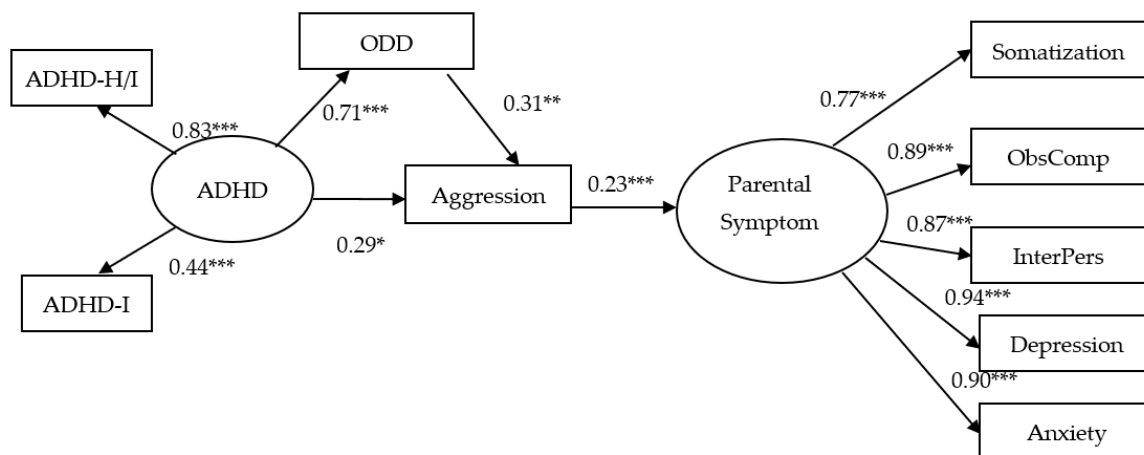 ODD
Somatization
ADHD-H/I
0.77***
0.83***
0.71***
0.31**
0.89***
ObsComp
ADHD
Aggression
0.23***
Parental
Symptom
0.29*
0.87***
InterPers
0.44***
ADHD-I
0.94***
Depression
0.90***
Anxiety